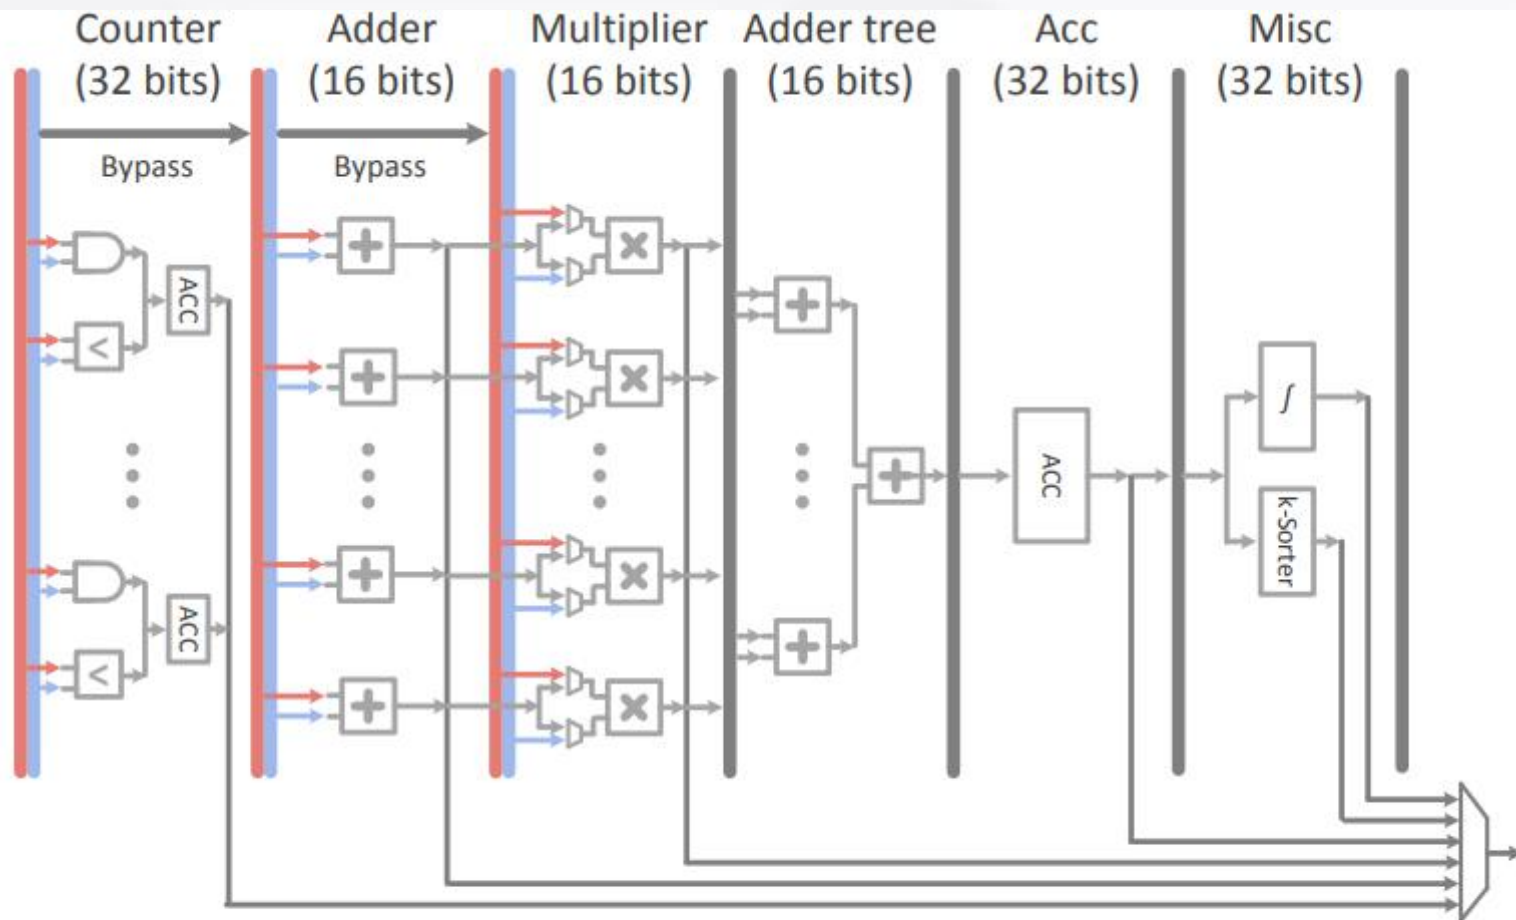 Counter
(32 bits)
Adder
(16 bits)
Multiplier
(16 bits)
Adder tree
(16 bits)
Acc
(32 bits)
Misc
(32 bits)
Bypass
Bypass
ACC
<
+
+
×
×
+
+
ACC
∫
k-Sorter
ACC
<
+
+
×
×
+